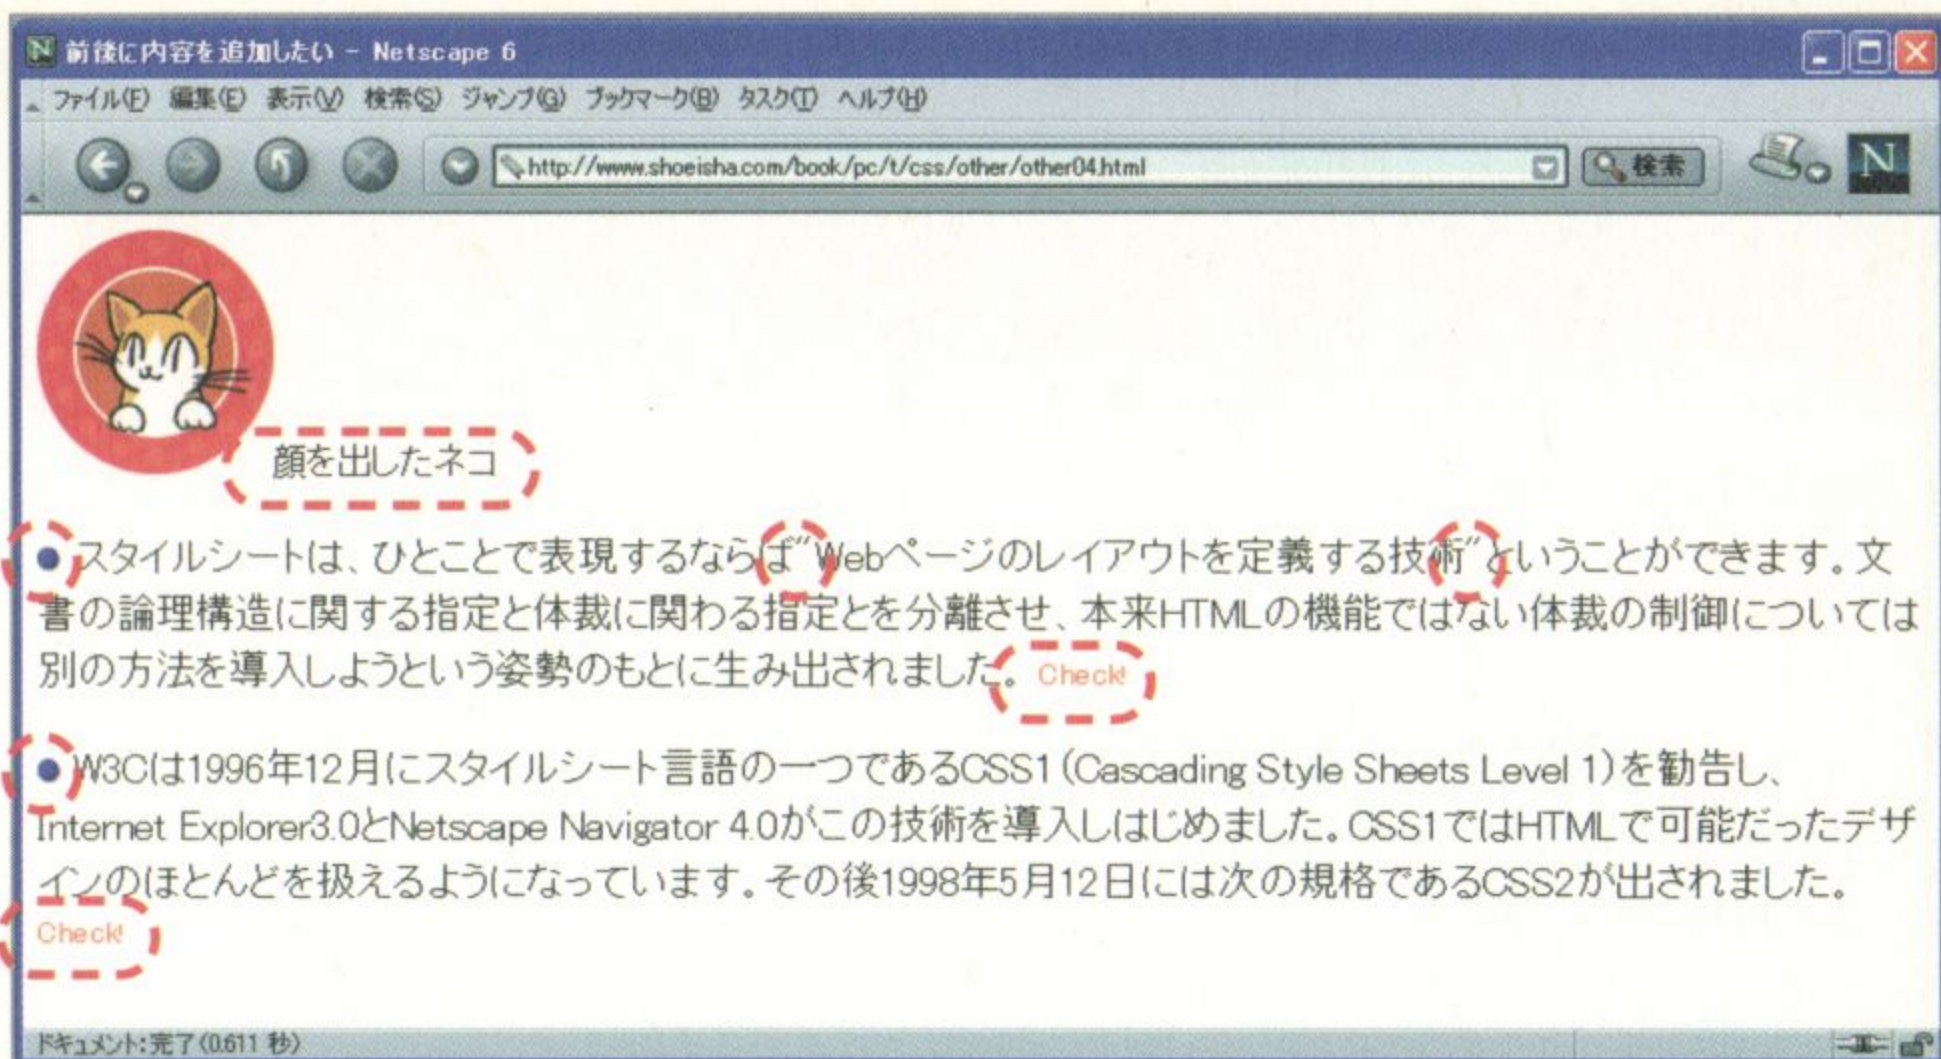 前後に内容を追加したい - Netscape 6
ファイル(F) 編集(E) 表示(V) 検索(S) ジャンプ(G) ブックマーク(B) タスク(T) ヘルプ(H)
http://www.shoeisha.com/book/pc/t/css/other/other04.html 検索 N
顔を出したネコ
●スタイルシートは、ひとことで表現するならば"Webページのレイアウトを定義する技術"ということができます。文
書の論理構造に関する指定と体裁に関わる指定とを分離させ、本来HTMLの機能ではない体裁の制御については
別の方法を導入しようという姿勢のもとに生み出されました。 Check!
●W3Cは1996年12月にスタイルシート言語の一つであるCSS1(Cascading Style Sheets Level 1)を勧告し、
Internet Explorer3.0とNetscape Navigator 4.0がこの技術を導入しはじめました。CSS1ではHTMLで可能だったデザ
インのほとんどを扱えるようになっています。その後1998年5月12日には次の規格であるCSS2が出されました。
Check!
ドキュメント:完了(0.611 秒)